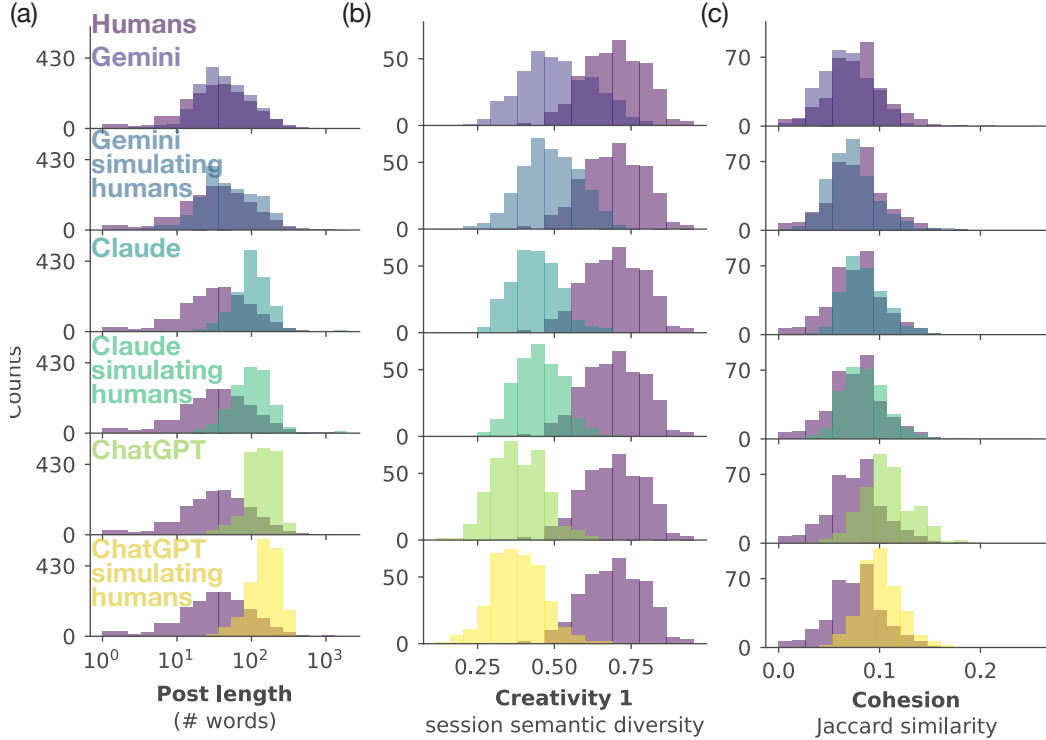 (a)
(b)
(c)
Humans
Gemini
430
0
50
0
70
0
Gemini
simulating
humans
430
0
50
0
70
0
Claude
430
0
50
0
70
0
Claude
simulating
humans
430
0
50
0
70
0
Counts
ChatGPT
430
0
50
0
70
0
ChatGPT
simulating
humans
430
0
50
0
70
0
10⁰ 10¹ 10² 10³
0.25 0.50 0.75
0.0 0.1 0.2
Post length
(# words)
Creativity 1
session semantic diversity
Cohesion
Jaccard similarity